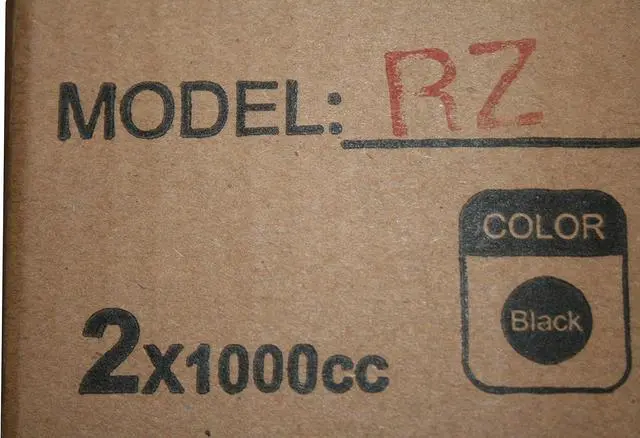 MODEL: RZ
COLOR
Black
2X1000cc